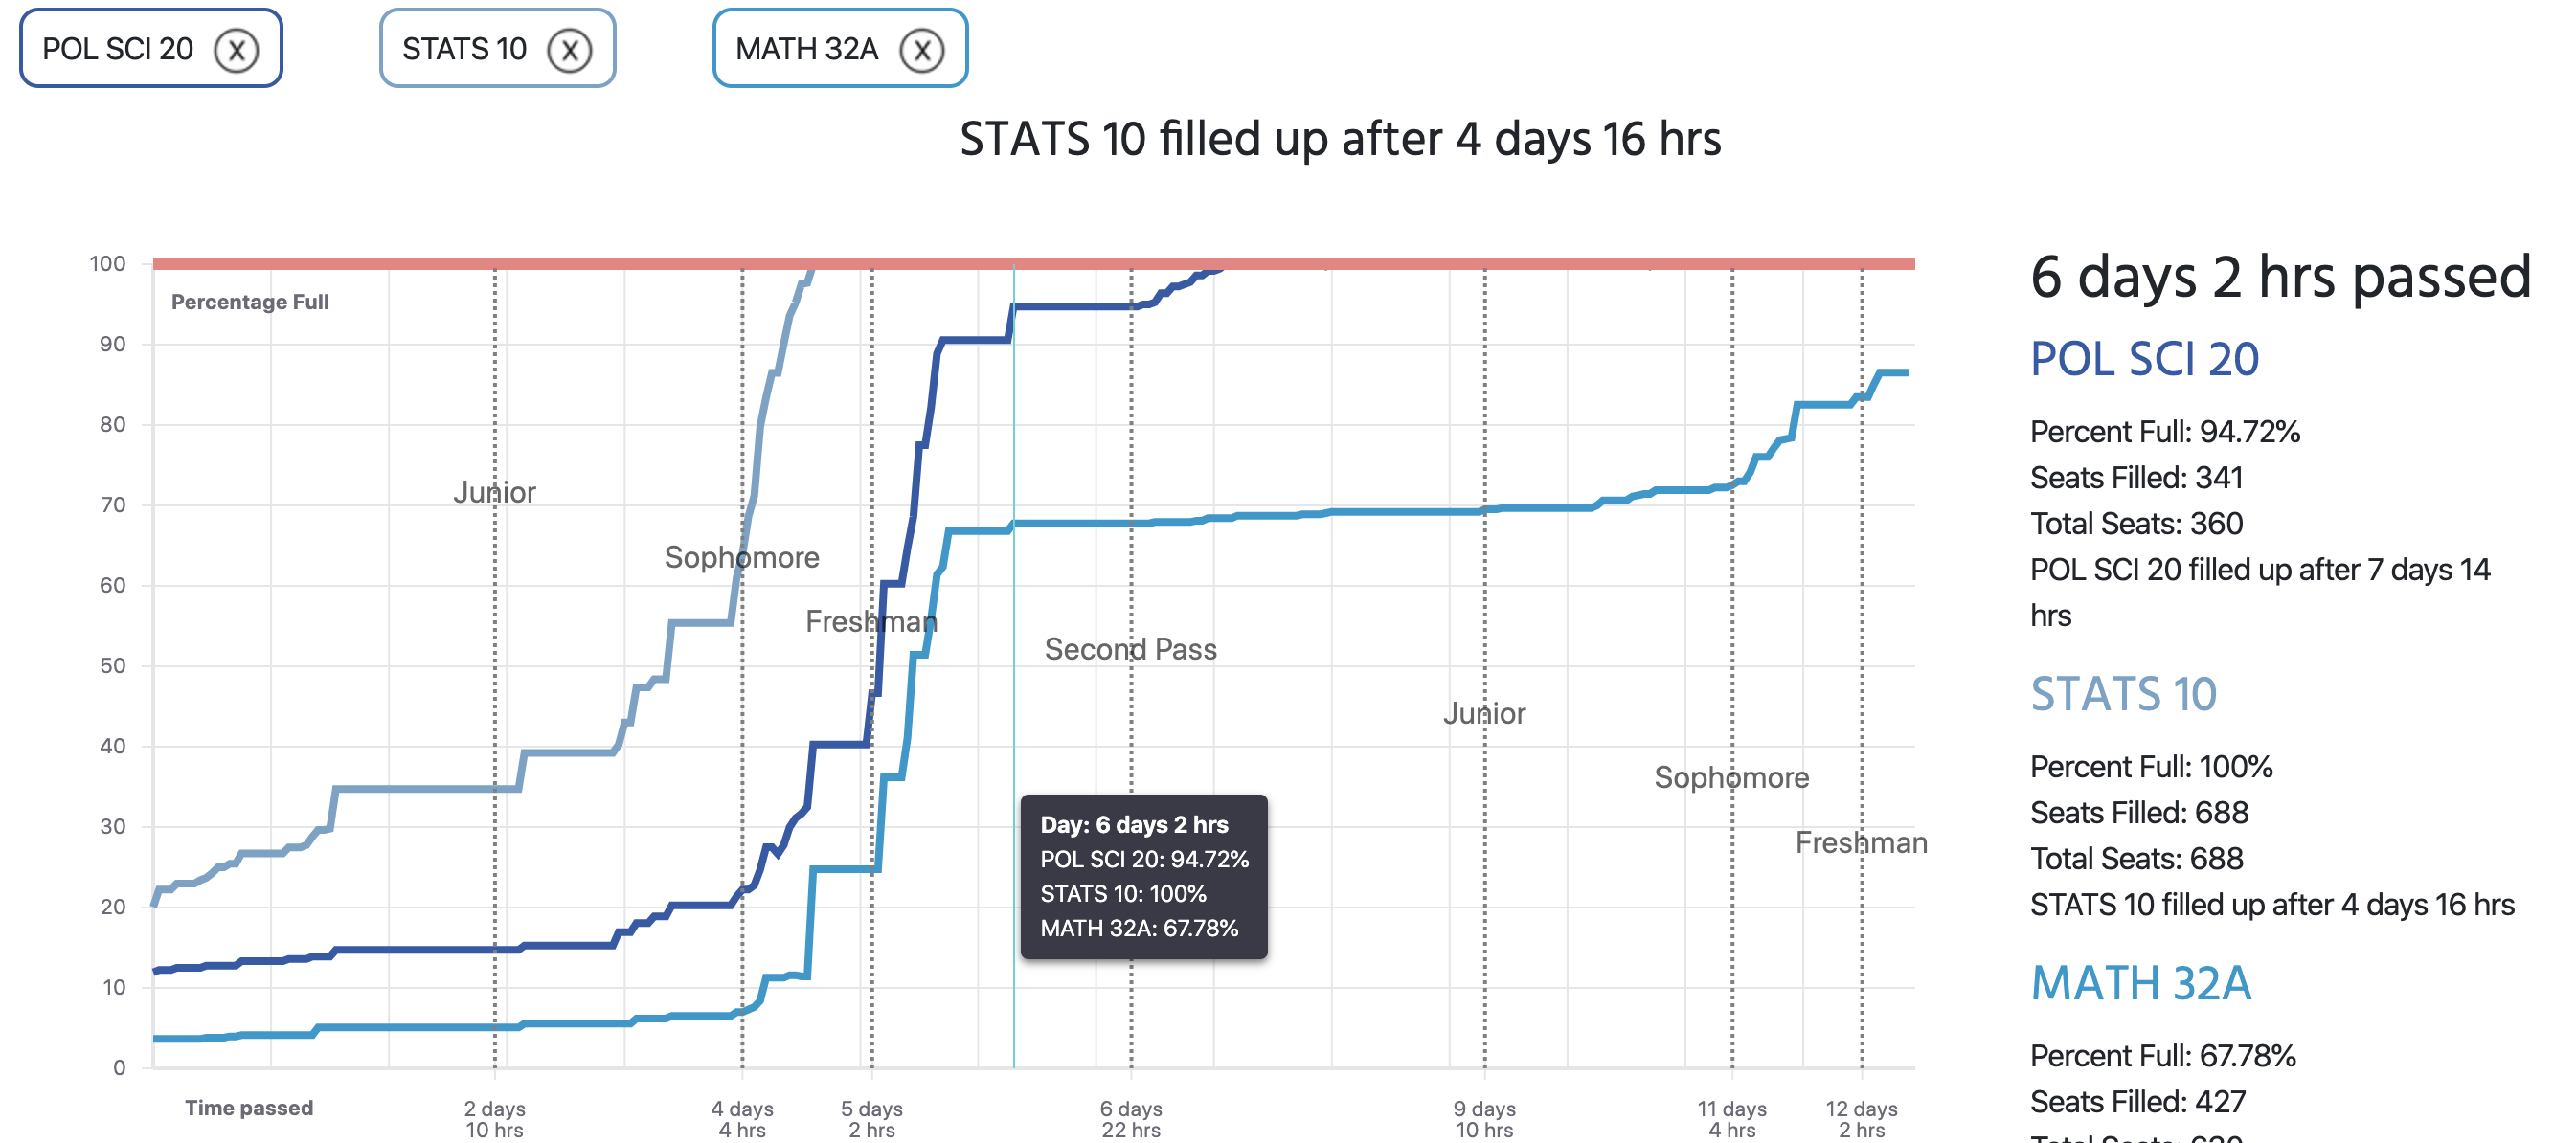 POL SCI 20 X
STATS 10 X
MATH 32A X
STATS 10 filled up after 4 days 16 hrs
100
90
80
70
60
50
40
30
20
10
0
Percentage Full
Junior
Sophomore
Freshman
Second Pass
Junior
Sophomore
Freshman
Day: 6 days 2 hrs
POL SCI 20: 94.72%
STATS 10: 100%
MATH 32A: 67.78%
Time passed
2 days
10 hrs
4 days
4 hrs
5 days
2 hrs
6 days
22 hrs
9 days
10 hrs
11 days
4 hrs
12 days
2 hrs
6 days 2 hrs passed
POL SCI 20
Percent Full: 94.72%
Seats Filled: 341
Total Seats: 360
POL SCI 20 filled up after 7 days 14
hrs
STATS 10
Percent Full: 100%
Seats Filled: 688
Total Seats: 688
STATS 10 filled up after 4 days 16 hrs
MATH 32A
Percent Full: 67.78%
Seats Filled: 427